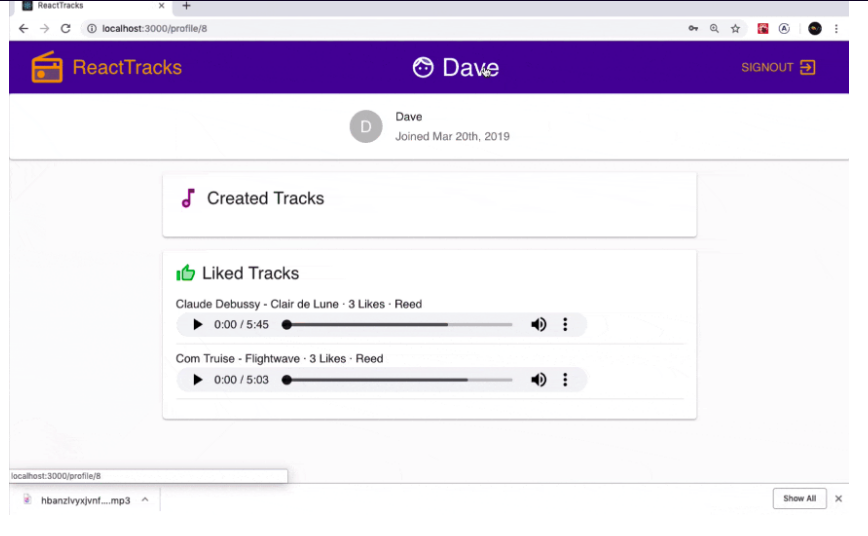 ReactTracks
localhost:3000/profile/8
ReactTracks
Dave
SIGNOUT
D
Dave
Joined Mar 20th, 2019
Created Tracks
Liked Tracks
Claude Debussy - Clair de Lune · 3 Likes · Reed
0:00 / 5:45
Com Truise - Flightwave · 3 Likes · Reed
0:00 / 5:03
localhost:3000/profile/8
hbanzlvyxjvnf....mp3
Show All